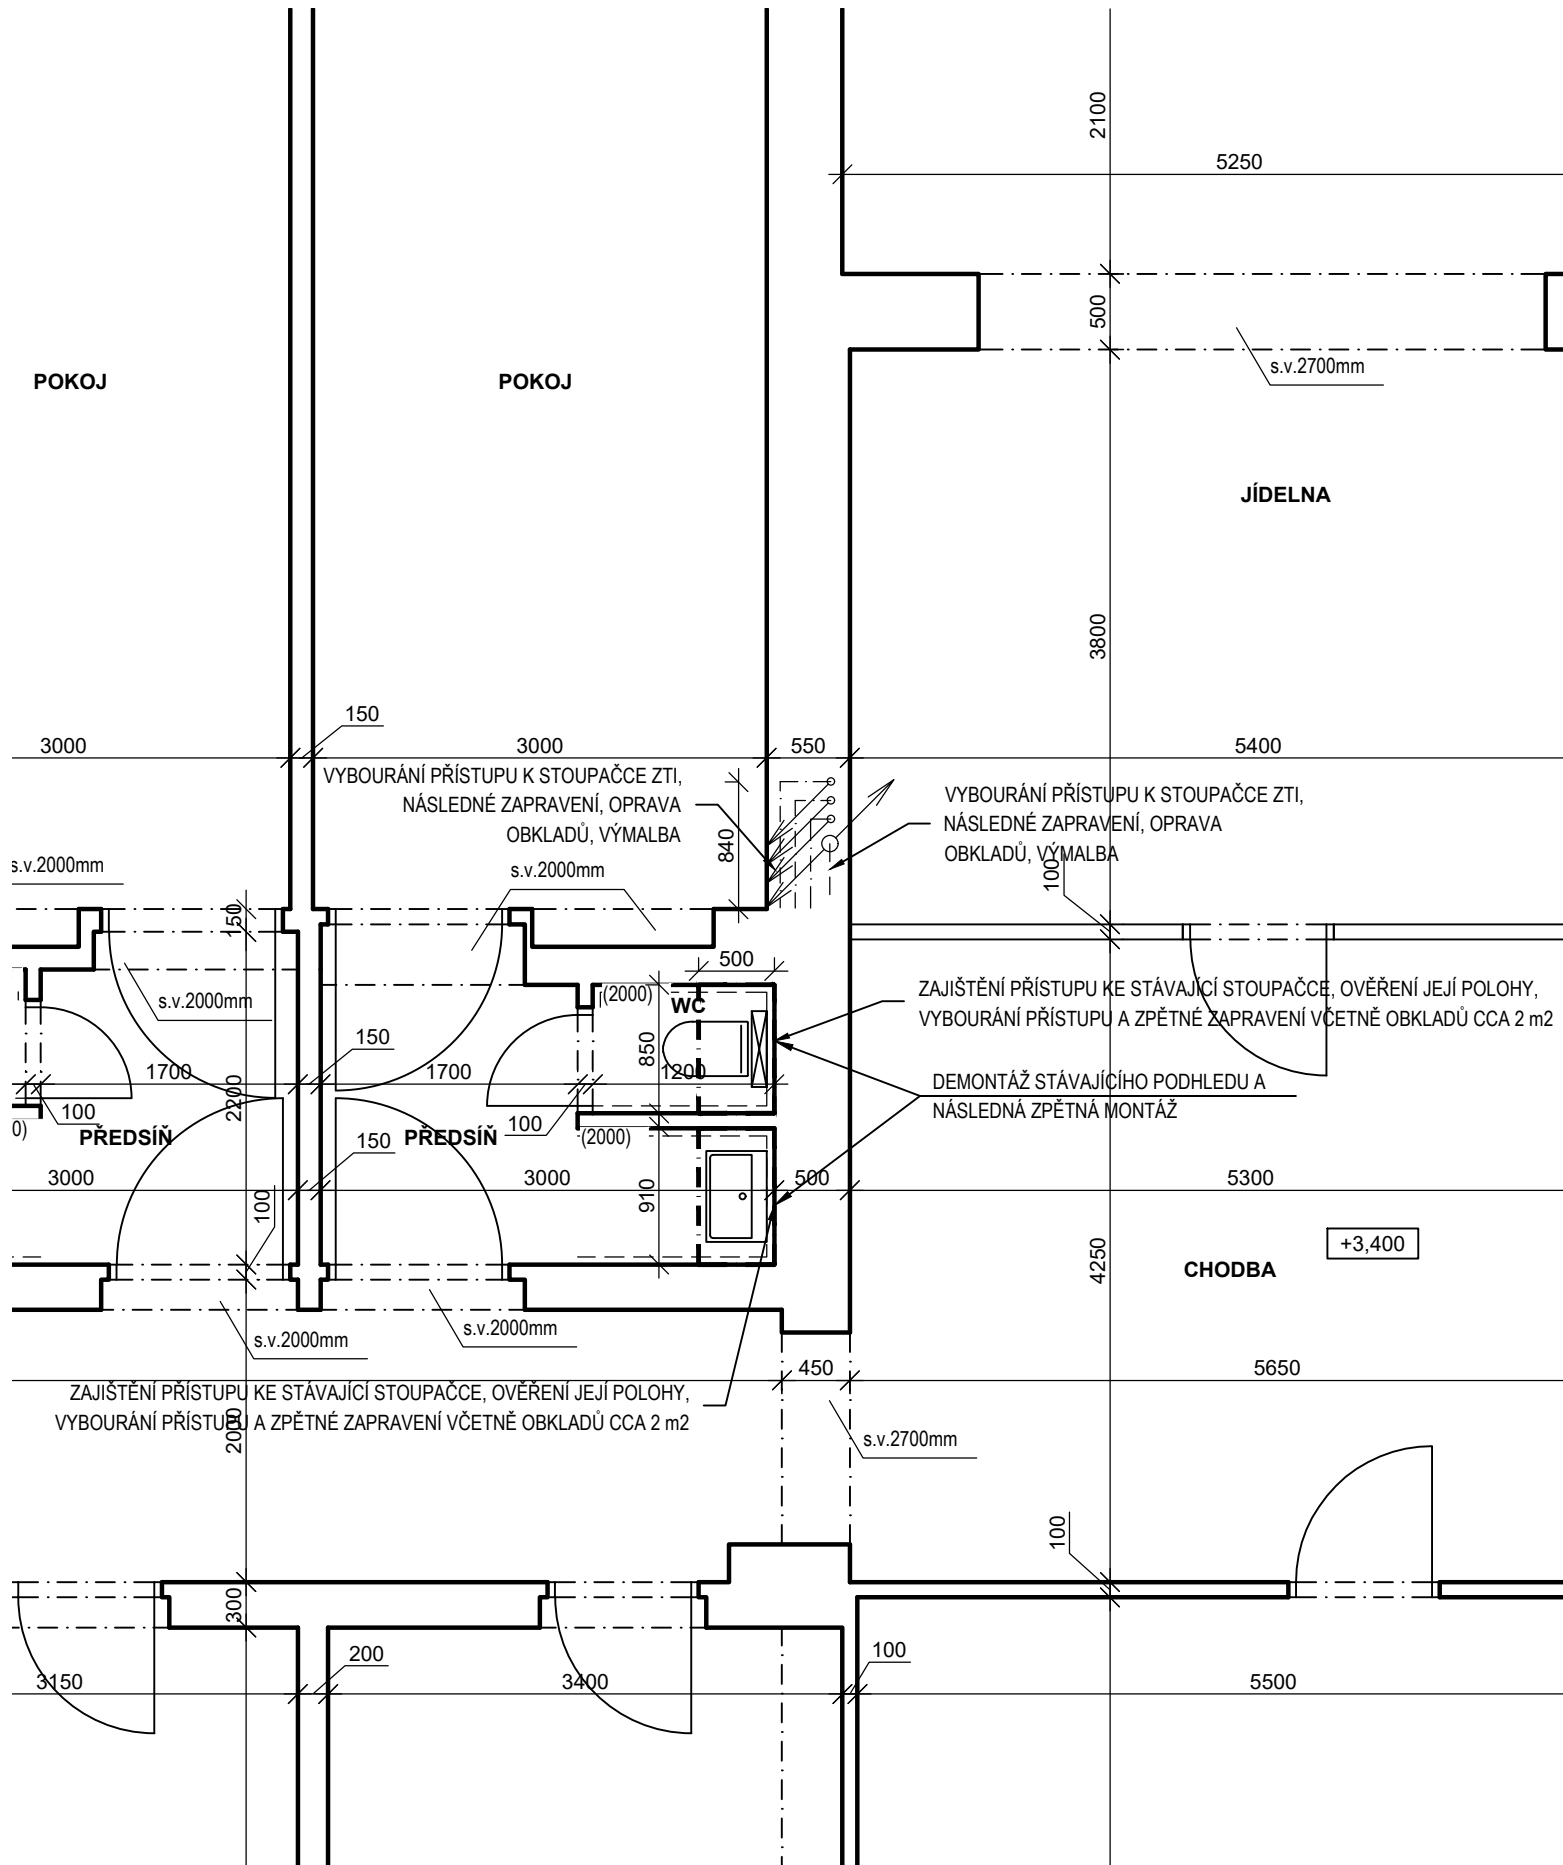 2100
5250
500
s.v.2700mm
POKOJ
POKOJ
JÍDELNA
3800
150
3000
3000
550
5400
VYBOURÁNÍ PŘÍSTUPU K STOUPAČCE ZTI,
NÁSLEDNÉ ZAPRAVENÍ, OPRAVA
OBKLADŮ, VÝMALBA
840
VYBOURÁNÍ PŘÍSTUPU K STOUPAČCE ZTI,
NÁSLEDNÉ ZAPRAVENÍ, OPRAVA
OBKLADŮ, VÝMALBA
s.v.2000mm
s.v.2000mm
100
150
500
s.v.2000mm
(2000)
WC
ZAJIŠTĚNÍ PŘÍSTUPU KE STÁVAJÍCÍ STOUPAČCE, OVĚŘENÍ JEJÍ POLOHY,
VYBOURÁNÍ PŘÍSTUPU A ZPĚTNÉ ZAPRAVENÍ VČETNĚ OBKLADŮ CCA 2 m2
150
850
1700
1700
1200
2200
DEMONTÁŽ STÁVAJÍCÍHO PODHLEDU A
NÁSLEDNÁ ZPĚTNÁ MONTÁŽ
100
100
0)
PŘEDSÍŇ
PŘEDSÍŇ
(2000)
150
3000
3000
500
5300
910
100
+3,400
4250
CHODBA
s.v.2000mm
s.v.2000mm
450
5650
ZAJIŠTĚNÍ PŘÍSTUPU KE STÁVAJÍCÍ STOUPAČCE, OVĚŘENÍ JEJÍ POLOHY,
VYBOURÁNÍ PŘÍSTUPU A ZPĚTNÉ ZAPRAVENÍ VČETNĚ OBKLADŮ CCA 2 m2
2000
s.v.2700mm
100
300
200
100
3150
3400
5500